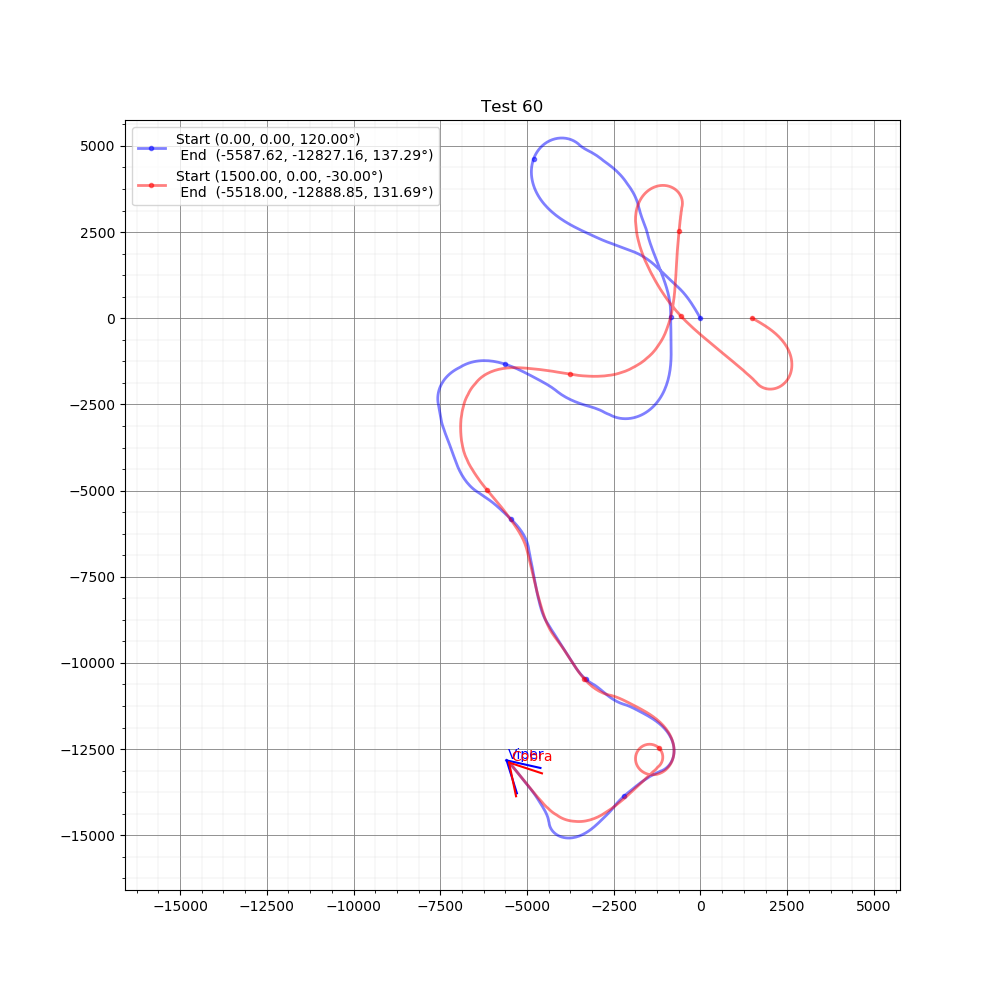 Test 60
Start (0.00, 0.00, 120.00°)
End  (-5587.62, -12827.16, 137.29°)
Start (1500.00, 0.00, -30.00°)
End  (-5518.00, -12888.85, 131.69°)
5000
2500
0
−2500
−5000
−7500
−10000
−12500
−15000
Viper
Cobra
−15000 −12500 −10000 −7500 −5000 −2500 0 2500 5000